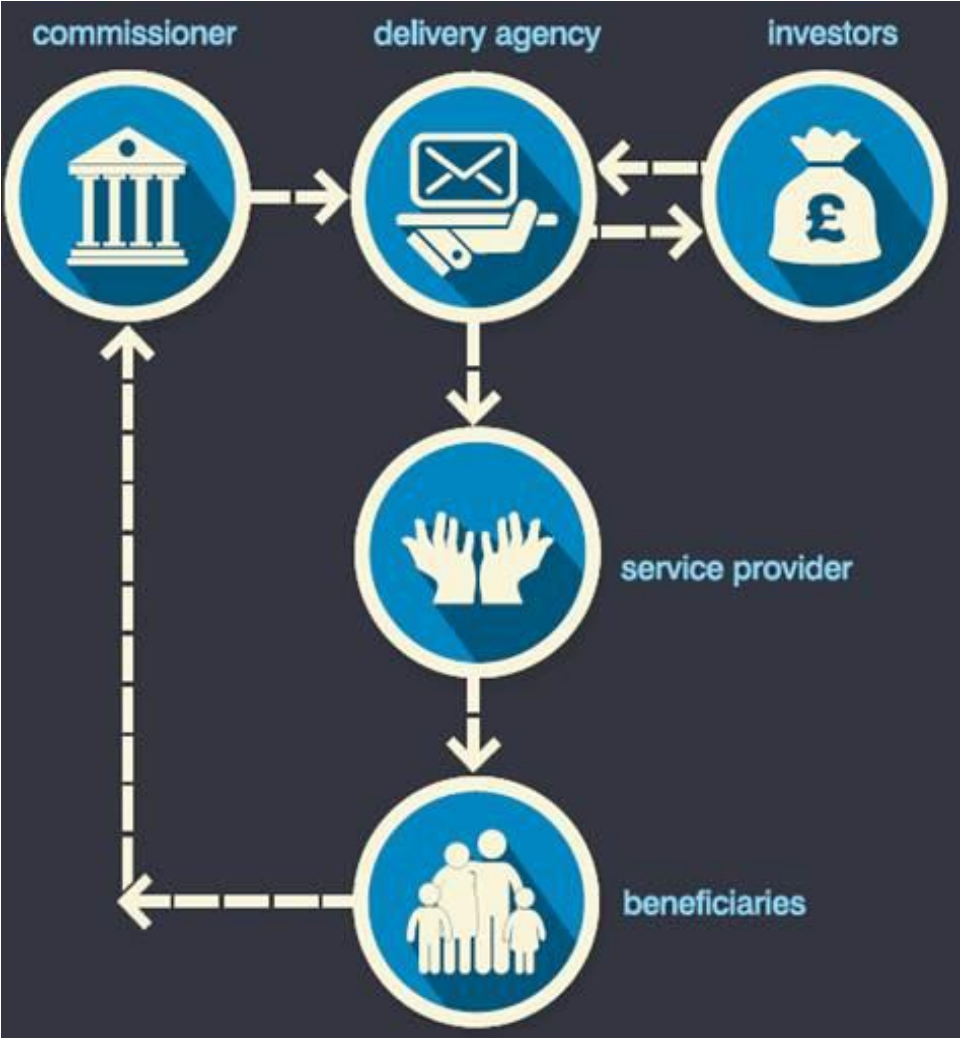 commissioner
delivery agency
investors
£
service provider
beneficiaries